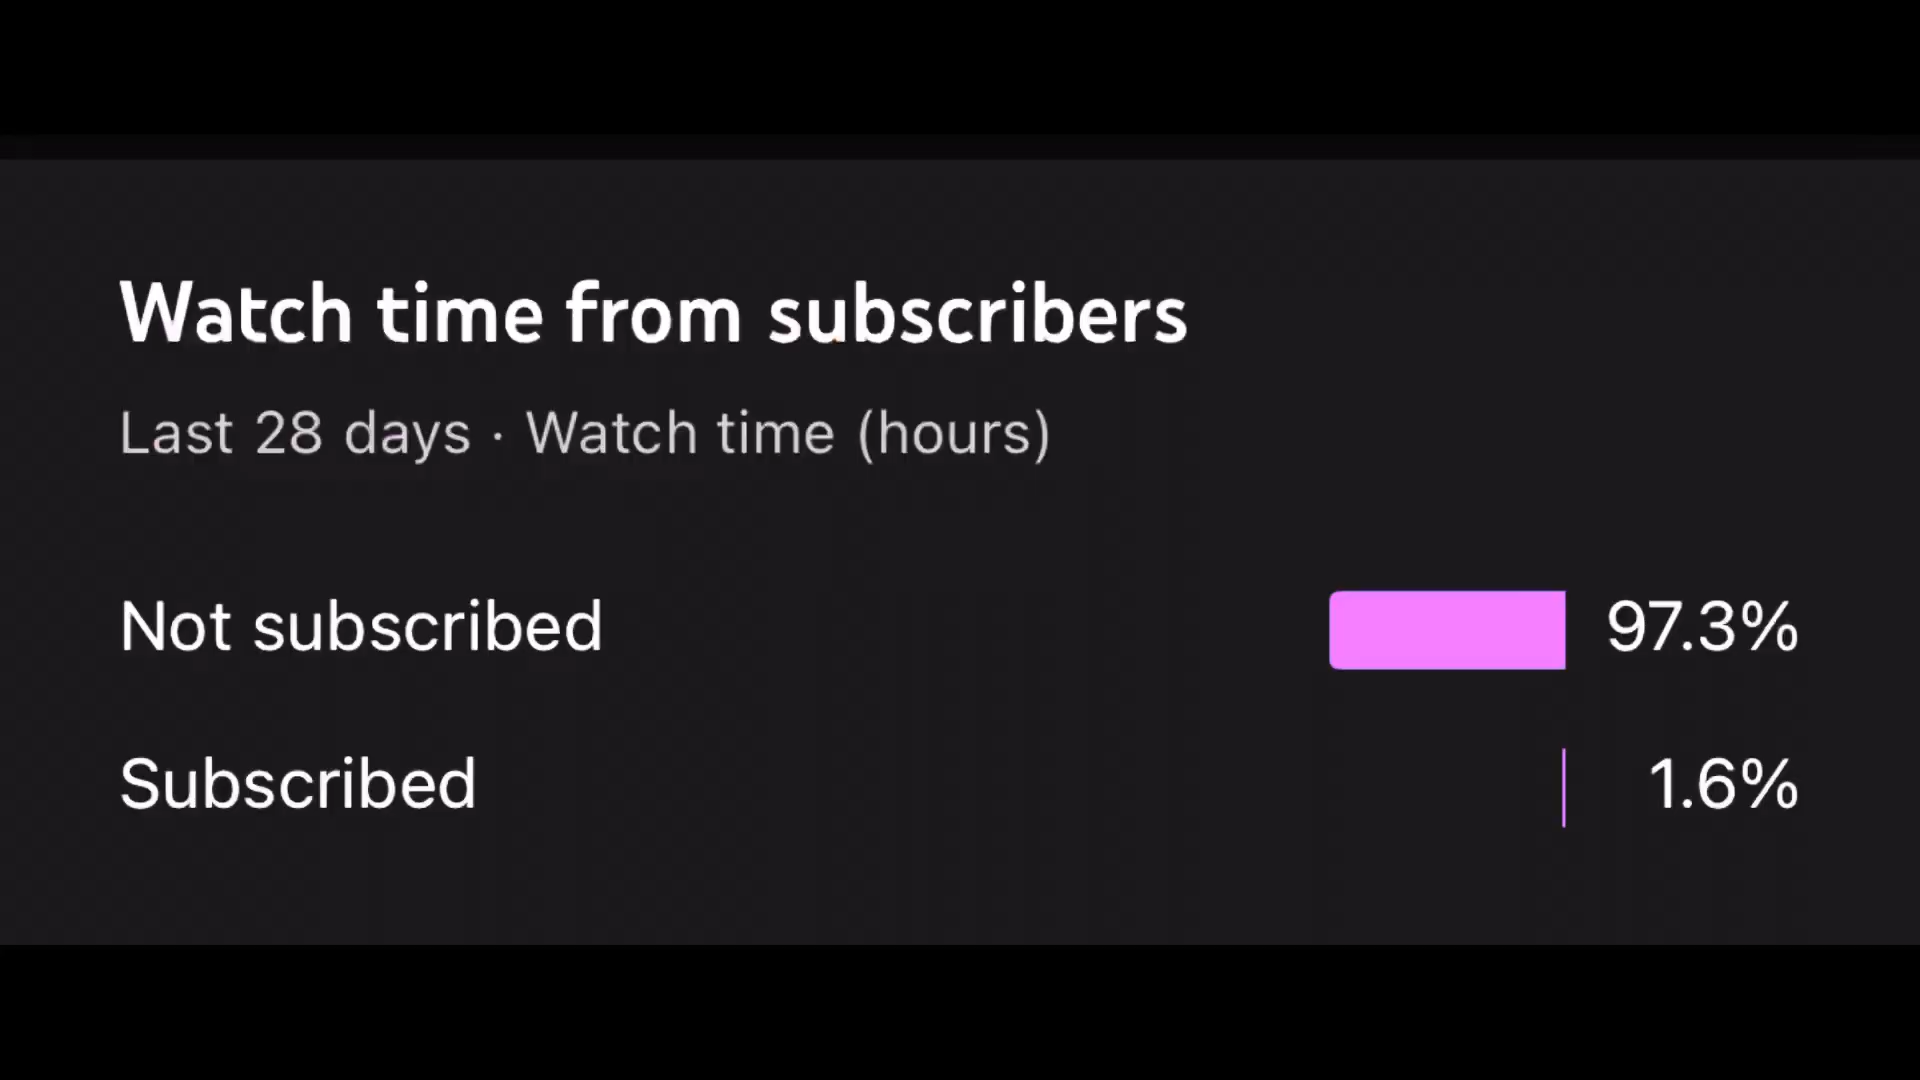 Watch time from subscribers
Last 28 days · Watch time (hours)
Not subscribed 97.3%
Subscribed 1.6%